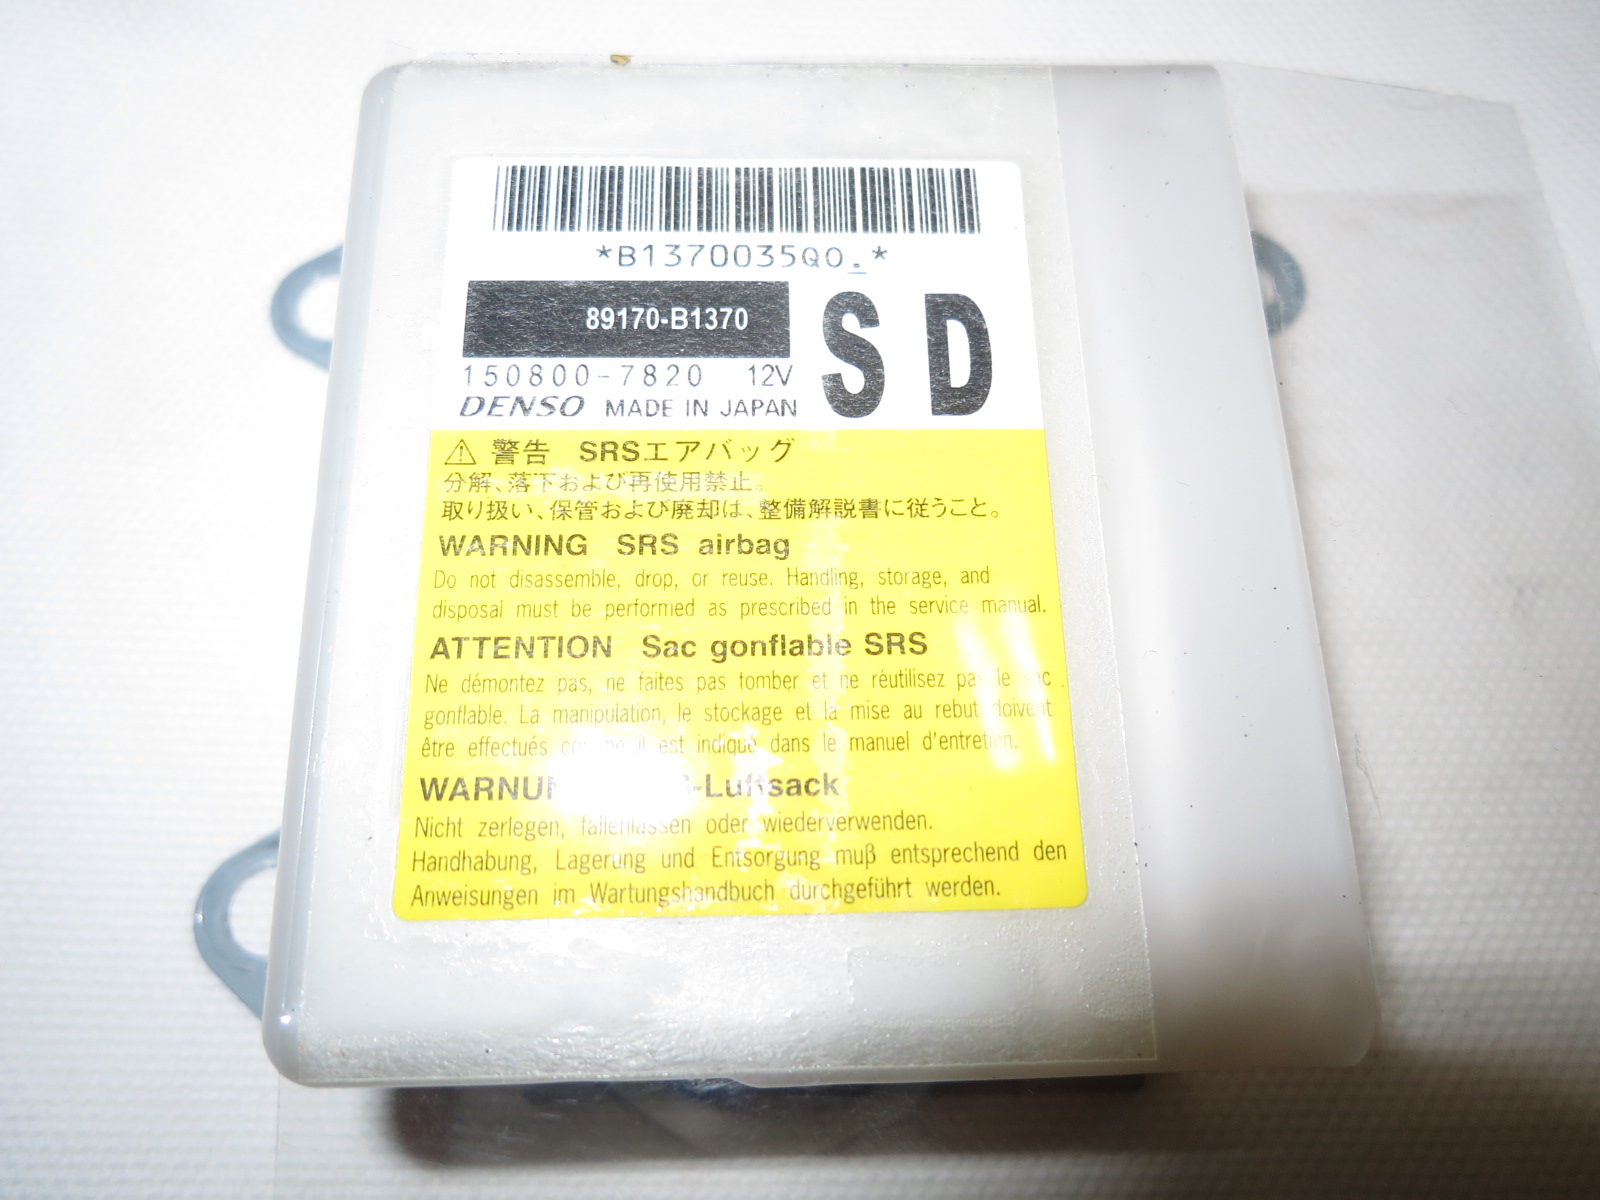 *B1370035Q0.*
89170-B1370
S D
150800-7820 12V
DENSO MADE IN JAPAN
⚠ 警告 SRSエアバッグ
分解、落下および再使用禁止。
取り扱い、保管および廃却は、整備解説書に従うこと。
WARNING SRS airbag
Do not disassemble, drop, or reuse. Handling, storage, and
disposal must be performed as prescribed in the service manual.
ATTENTION Sac gonflable SRS
Ne démontez pas, ne faites pas tomber et ne réutilisez pas le sac
gonflable. La manipulation, le stockage et la mise au rebut doivent
être effectués il est indiqué dans le manuel d'entretien.
-Luftsack
Nicht zerlegen, fallenlassen oder wiederverwenden.
Handhabung, Lagerung und Entsorgung muß entsprechend den
Anweisungen im Wartungshandbuch durchgeführt werden.